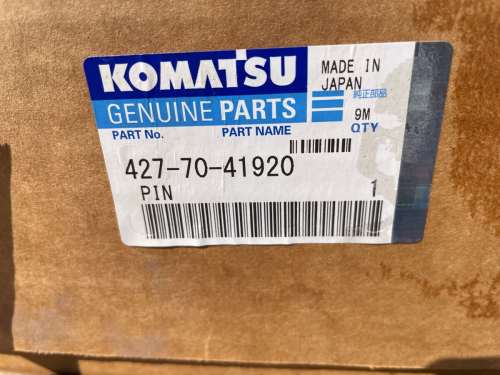 KOMATSU
MADE IN
JAPAN
GENUINE PARTS
純正部品
9M
PART No.
PART NAME
QTY
427-70-41920
PIN
1